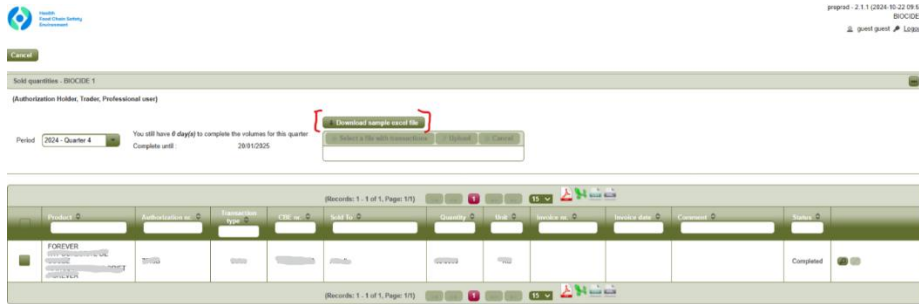 Health
Food Chain Safety
Environment
preprod - 2.1.1 (2024-10-22 09:5
BIOCIDE
guest guest Logo
Cancel
Sold quantities - BIOCIDE 1
(Authorization Holder, Trader, Professional user)
Download sample excel file
Period 2024 - Quarter 4 You still have 0 day(s) to complete the volumes for this quarter
Select a file with transactions Upload Cancel
Complete until : 20/01/2025
(Records: 1 - 1 of 1, Page: 1/1) 1 15
Product Authorization nr. Transaction type CBE nr. Sold To Quantity Unit Invoice nr. Invoice date Comment Status
FOREVER
Completed
(Records: 1 - 1 of 1, Page: 1/1) 1 15